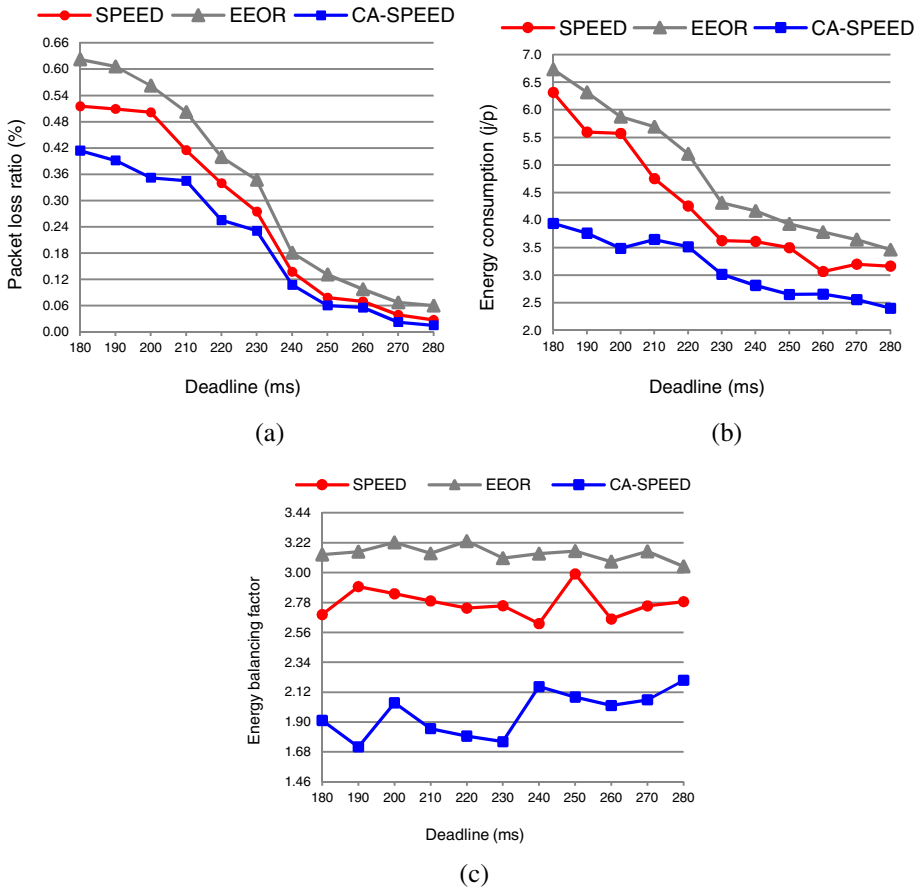 SPEED EEOR CA-SPEED
Packet loss ratio (%)
0.66
0.60
0.54
0.48
0.42
0.36
0.30
0.24
0.18
0.12
0.06
0.00
180 190 200 210 220 230 240 250 260 270 280
Deadline (ms)
(a)
SPEED EEOR CA-SPEED
Energy consumption (j/p)
7.0
6.5
6.0
5.5
5.0
4.5
4.0
3.5
3.0
2.5
2.0
180 190 200 210 220 230 240 250 260 270 280
Deadline (ms)
(b)
SPEED EEOR CA-SPEED
Energy balancing factor
3.44
3.22
3.00
2.78
2.56
2.34
2.12
1.90
1.68
1.46
180 190 200 210 220 230 240 250 260 270 280
Deadline (ms)
(c)